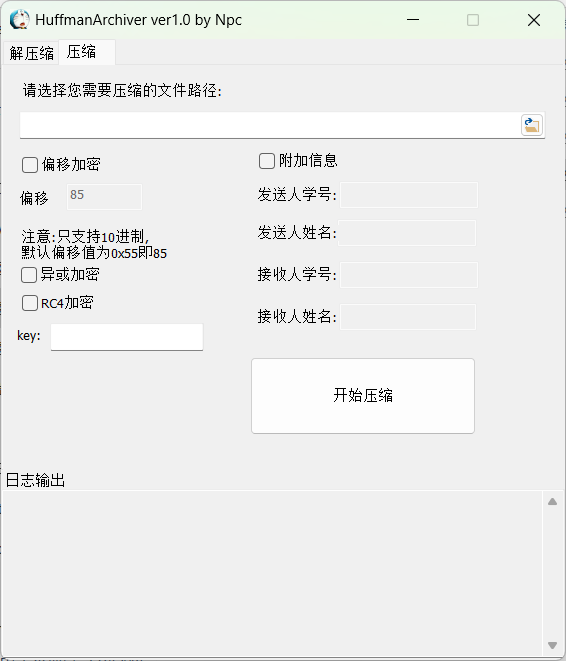 HuffmanArchiver ver1.0 by Npc
解压缩
压缩
请选择您需要压缩的文件路径:
偏移加密
附加信息
偏移
85
发送人学号:
注意:只支持10进制,
默认偏移值为0x55即85
发送人姓名:
异或加密
接收人学号:
RC4加密
接收人姓名:
key:
开始压缩
日志输出